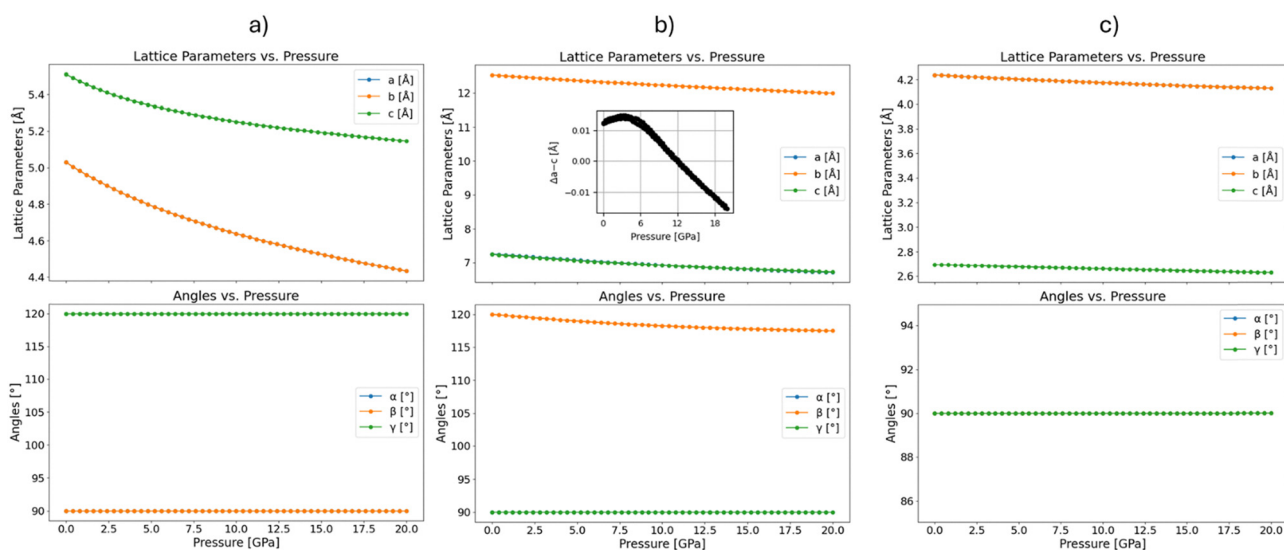 a)
Lattice Parameters vs. Pressure
Lattice Parameters [Å]
5.4
5.2
5.0
4.8
4.6
4.4
a [Å]
b [Å]
c [Å]
Angles vs. Pressure
Angles [°]
120
115
110
105
100
95
90
α [°]
β [°]
γ [°]
0.0 2.5 5.0 7.5 10.0 12.5 15.0 17.5 20.0
Pressure [GPa]
b)
Lattice Parameters vs. Pressure
Lattice Parameters [Å]
12
11
10
9
8
7
a [Å]
b [Å]
c [Å]
Δa−c [Å]
0.01
0.00
−0.01
0 6 12 18
Pressure [GPa]
Angles vs. Pressure
Angles [°]
120
115
110
105
100
95
90
α [°]
β [°]
γ [°]
0.0 2.5 5.0 7.5 10.0 12.5 15.0 17.5 20.0
Pressure [GPa]
c)
Lattice Parameters vs. Pressure
Lattice Parameters [Å]
4.2
4.0
3.8
3.6
3.4
3.2
3.0
2.8
2.6
a [Å]
b [Å]
c [Å]
Angles vs. Pressure
Angles [°]
94
92
90
88
86
α [°]
β [°]
γ [°]
0.0 2.5 5.0 7.5 10.0 12.5 15.0 17.5 20.0
Pressure [GPa]